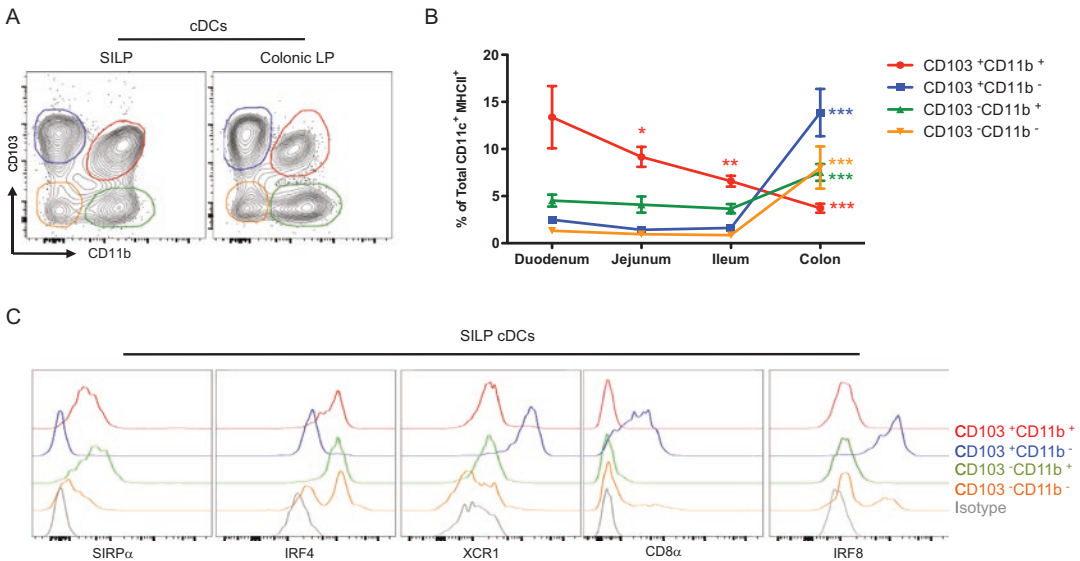 A
cDCs
SILP
Colonic LP
CD103
CD11b
B
% of Total CD11c⁺ MHCII⁺
20
15
10
5
0
Duodenum
Jejunum
Ileum
Colon
*
**
***
***
***
***
CD103 ⁺CD11b ⁺
CD103 ⁺CD11b ⁻
CD103 ⁻CD11b ⁺
CD103 ⁻CD11b ⁻
C
SILP cDCs
SIRPα
IRF4
XCR1
CD8α
IRF8
CD103 ⁺CD11b ⁺
CD103 ⁺CD11b ⁻
CD103 ⁻CD11b ⁺
CD103 ⁻CD11b ⁻
Isotype